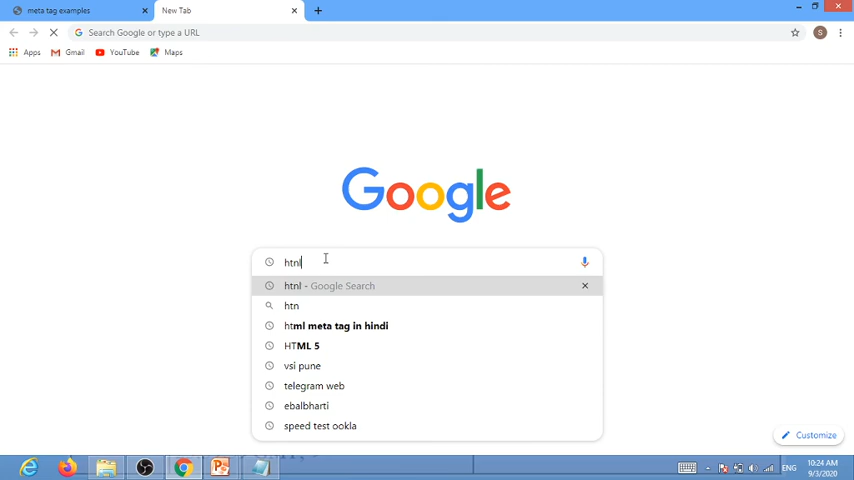 meta tag examples
New Tab
Search Google or type a URL
S
Apps Gmail YouTube Maps
Google
htnl
htnl - Google Search
htn
html meta tag in hindi
HTML 5
vsi pune
telegram web
ebalbharti
speed test ookla
Customize
ENG
10:24 AM
9/3/2020